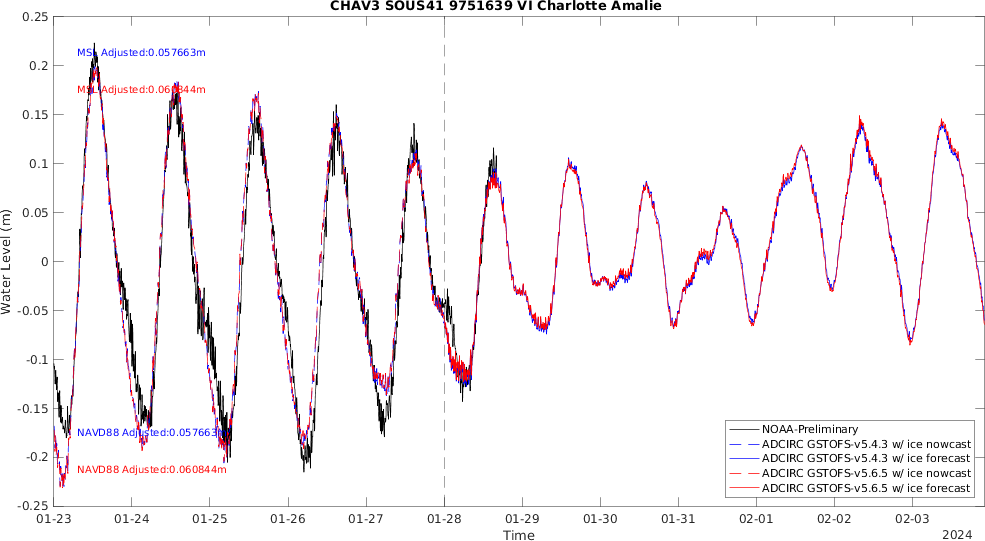 CHAV3 SOUS41 9751639 VI Charlotte Amalie
0.25
0.2
0.15
0.1
0.05
0
-0.05
-0.1
-0.15
-0.2
-0.25
Water Level (m)
MSL Adjusted:0.057663m
MSL Adjusted:0.060844m
NAVD88 Adjusted:0.057663m
NAVD88 Adjusted:0.060844m
NOAA-Preliminary
ADCIRC GSTOFS-v5.4.3 w/ ice nowcast
ADCIRC GSTOFS-v5.4.3 w/ ice forecast
ADCIRC GSTOFS-v5.6.5 w/ ice nowcast
ADCIRC GSTOFS-v5.6.5 w/ ice forecast
01-23 01-24 01-25 01-26 01-27 01-28 01-29 01-30 01-31 02-01 02-02 02-03
Time
2024